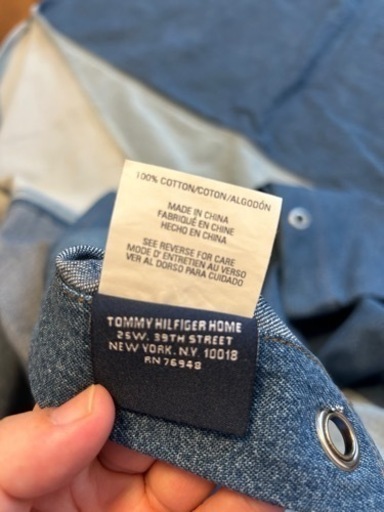 100% COTTON/COTON/ALGODÓN
MADE IN CHINA
FABRIQUÉ EN CHINE
HECHO EN CHINA
SEE REVERSE FOR CARE
MODE D' ENTRETIEN AU VERSO
VER AL DORSO PARA CUIDADO
TOMMY HILFIGER HOME
25W. 39TH STREET
NEW YORK. N.Y. 10018
RN 76948